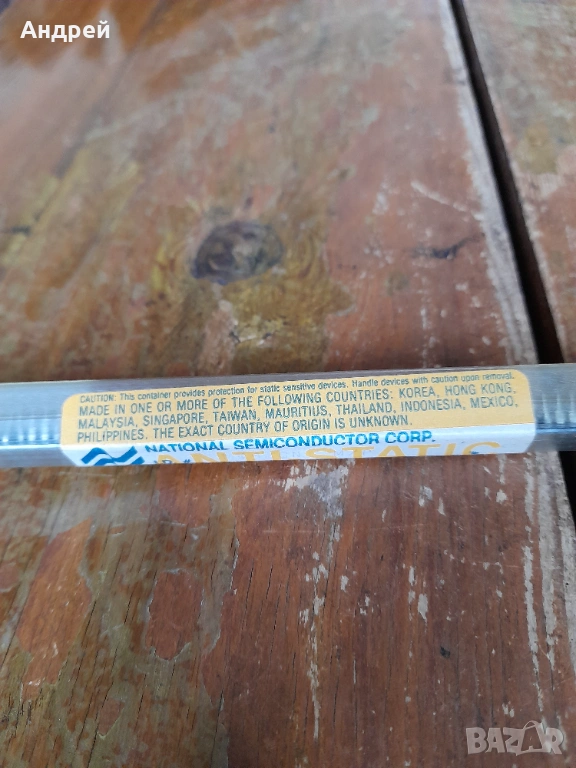 Андрей
CAUTION: This container provides protection for static sensitive devices. Handle devices with caution upon removal.
MADE IN ONE OR MORE OF THE FOLLOWING COUNTRIES: KOREA, HONG KONG,
MALAYSIA, SINGAPORE, TAIWAN, MAURITIUS, THAILAND, INDONESIA, MEXICO,
PHILIPPINES. THE EXACT COUNTRY OF ORIGIN IS UNKNOWN.
NATIONAL SEMICONDUCTOR CORP.
ANTI-STATIC
BAZAR